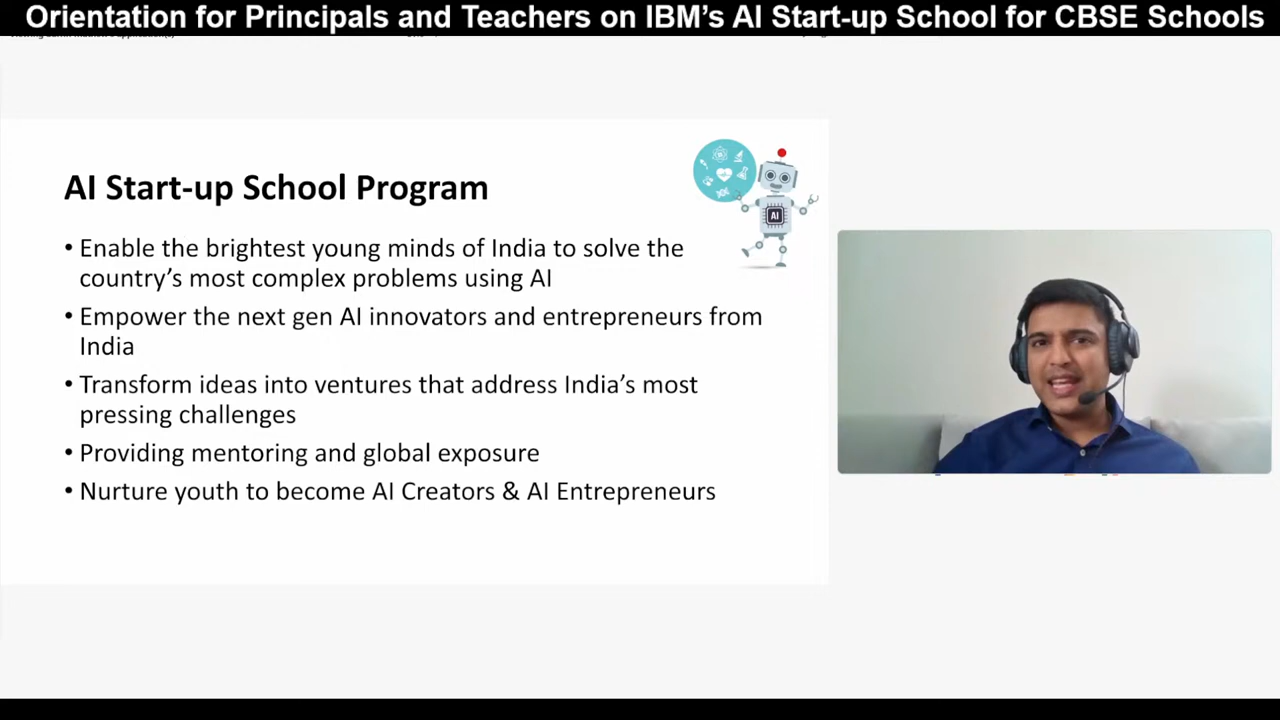 Orientation for Principals and Teachers on IBM's AI Start-up School for CBSE Schools
AI Start-up School Program
• Enable the brightest young minds of India to solve the
country's most complex problems using AI
• Empower the next gen AI innovators and entrepreneurs from
India
• Transform ideas into ventures that address India's most
pressing challenges
• Providing mentoring and global exposure
• Nurture youth to become AI Creators & AI Entrepreneurs
AI